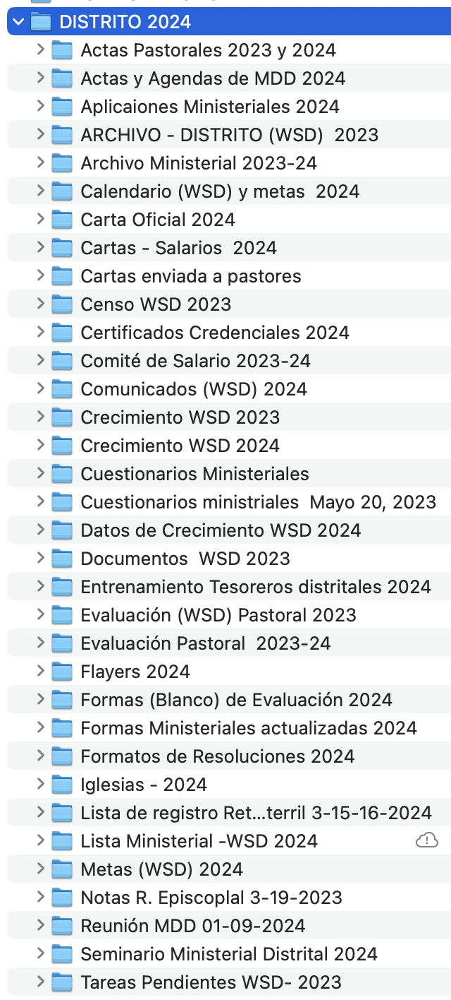 DISTRITO 2024
Actas Pastorales 2023 y 2024
Actas y Agendas de MDD 2024
Aplicaiones Ministeriales 2024
ARCHIVO - DISTRITO (WSD)  2023
Archivo Ministerial 2023-24
Calendario (WSD) y metas  2024
Carta Oficial 2024
Cartas - Salarios  2024
Cartas enviada a pastores
Censo WSD 2023
Certificados Credenciales 2024
Comité de Salario 2023-24
Comunicados (WSD) 2024
Crecimiento WSD 2023
Crecimiento WSD 2024
Cuestionarios Ministeriales
Cuestionarios ministriales  Mayo 20, 2023
Datos de Crecimiento WSD 2024
Documentos  WSD 2023
Entrenamiento Tesoreros distritales 2024
Evaluación (WSD) Pastoral 2023
Evaluación Pastoral  2023-24
Flayers 2024
Formas (Blanco) de Evaluación 2024
Formas Ministeriales actualizadas 2024
Formatos de Resoluciones 2024
Iglesias - 2024
Lista de registro Ret...terril 3-15-16-2024
Lista Ministerial -WSD 2024
Metas (WSD) 2024
Notas R. Episcoplal 3-19-2023
Reunión MDD 01-09-2024
Seminario Ministerial Distrital 2024
Tareas Pendientes WSD- 2023